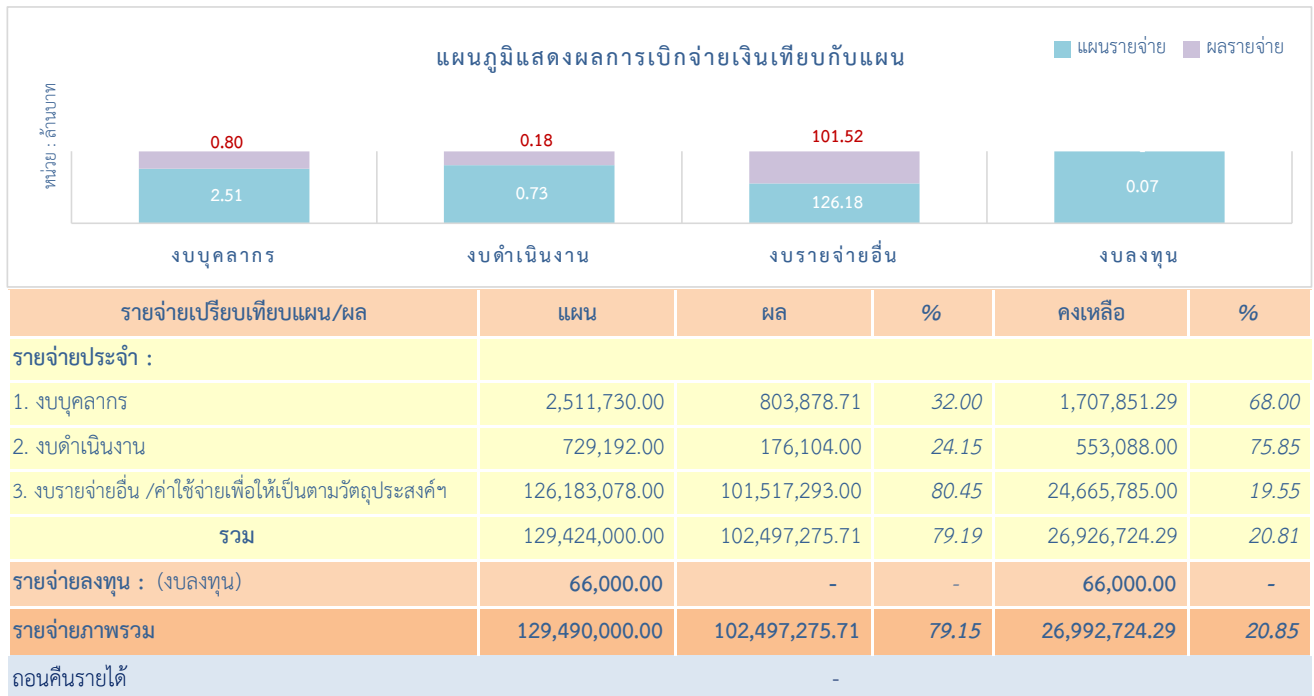 แผนภูมิแสดงผลการเบิกจ่ายเงินเทียบกับแผน
แผนรายจ่าย ผลรายจ่าย
หน่วย : ล้านบาท
0.80 0.18 101.52 -
2.51 0.73 126.18 0.07
งบบุคลากร งบดำเนินงาน งบรายจ่ายอื่น งบลงทุน
รายจ่ายเปรียบเทียบแผน/ผล แผน ผล % คงเหลือ %
รายจ่ายประจำ :
1. งบบุคลากร 2,511,730.00 803,878.71 32.00 1,707,851.29 68.00
2. งบดำเนินงาน 729,192.00 176,104.00 24.15 553,088.00 75.85
3. งบรายจ่ายอื่น /ค่าใช้จ่ายเพื่อให้เป็นตามวัตถุประสงค์ฯ 126,183,078.00 101,517,293.00 80.45 24,665,785.00 19.55
รวม 129,424,000.00 102,497,275.71 79.19 26,926,724.29 20.81
รายจ่ายลงทุน : (งบลงทุน) 66,000.00 - - 66,000.00 -
รายจ่ายภาพรวม 129,490,000.00 102,497,275.71 79.15 26,992,724.29 20.85
ถอนคืนรายได้ -